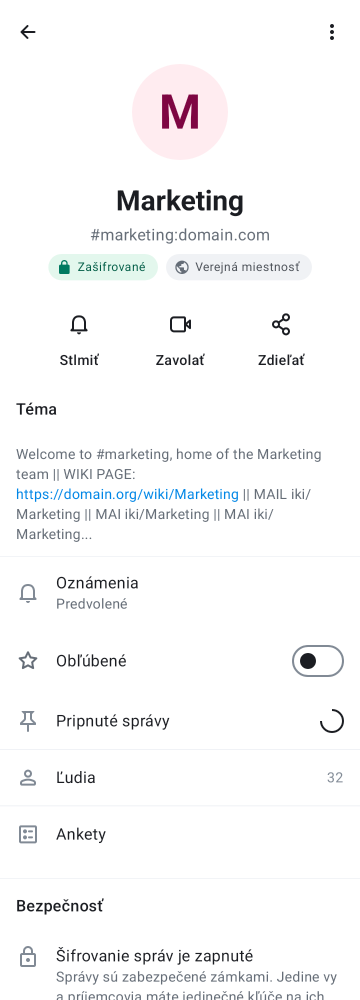 M
Marketing
#marketing:domain.com
Zašifrované
Verejná miestnosť
Stlmiť
Zavolať
Zdieľať
Téma
Welcome to #marketing, home of the Marketing
team || WIKI PAGE:
https://domain.org/wiki/Marketing || MAIL iki/
Marketing || MAI iki/Marketing || MAI iki/
Marketing...
Oznámenia
Predvolené
Obľúbené
Pripnuté správy
Ľudia 32
Ankety
Bezpečnosť
Šifrovanie správ je zapnuté
Správy sú zabezpečené zámkami. Jedine vy
a príjemcovia máte jedinečné kľúče na ich